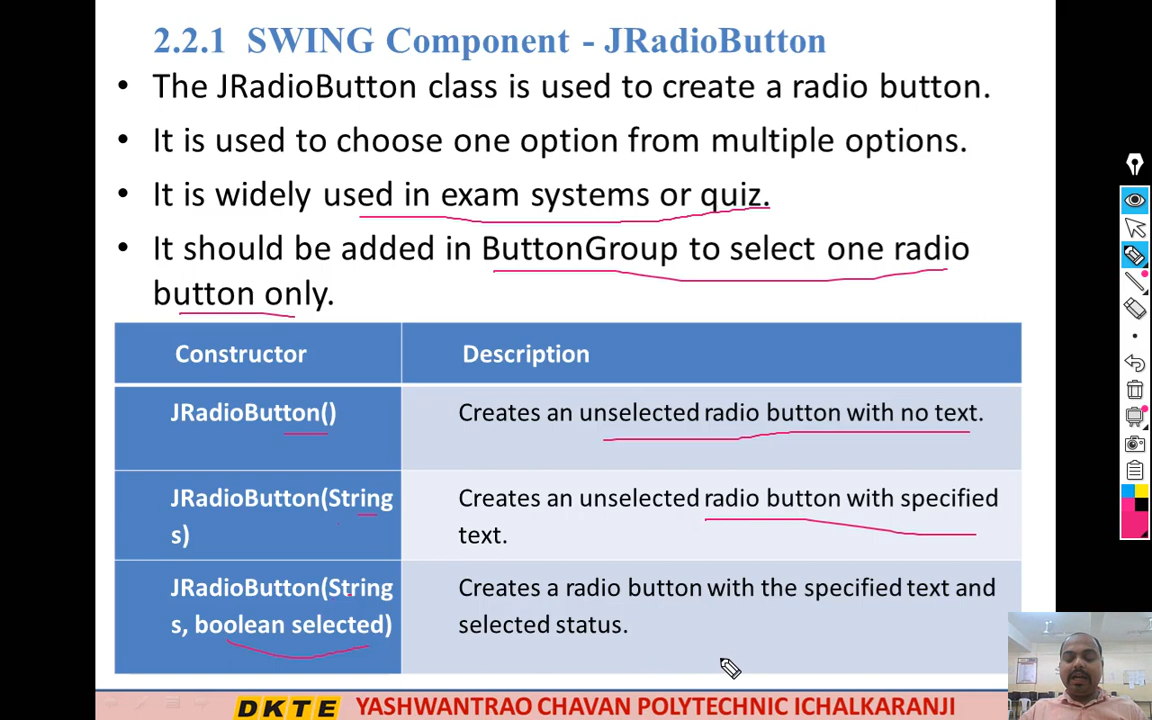 2.2.1 SWING Component - JRadioButton
• The JRadioButton class is used to create a radio button.
• It is used to choose one option from multiple options.
• It is widely used in exam systems or quiz.
• It should be added in ButtonGroup to select one radio
button only.
Constructor Description
JRadioButton() Creates an unselected radio button with no text.
JRadioButton(String Creates an unselected radio button with specified
s) text.
JRadioButton(String Creates a radio button with the specified text and
s, boolean selected) selected status.
DKTE YASHWANTRAO CHAVAN POLYTECHNIC ICHALKARANJI